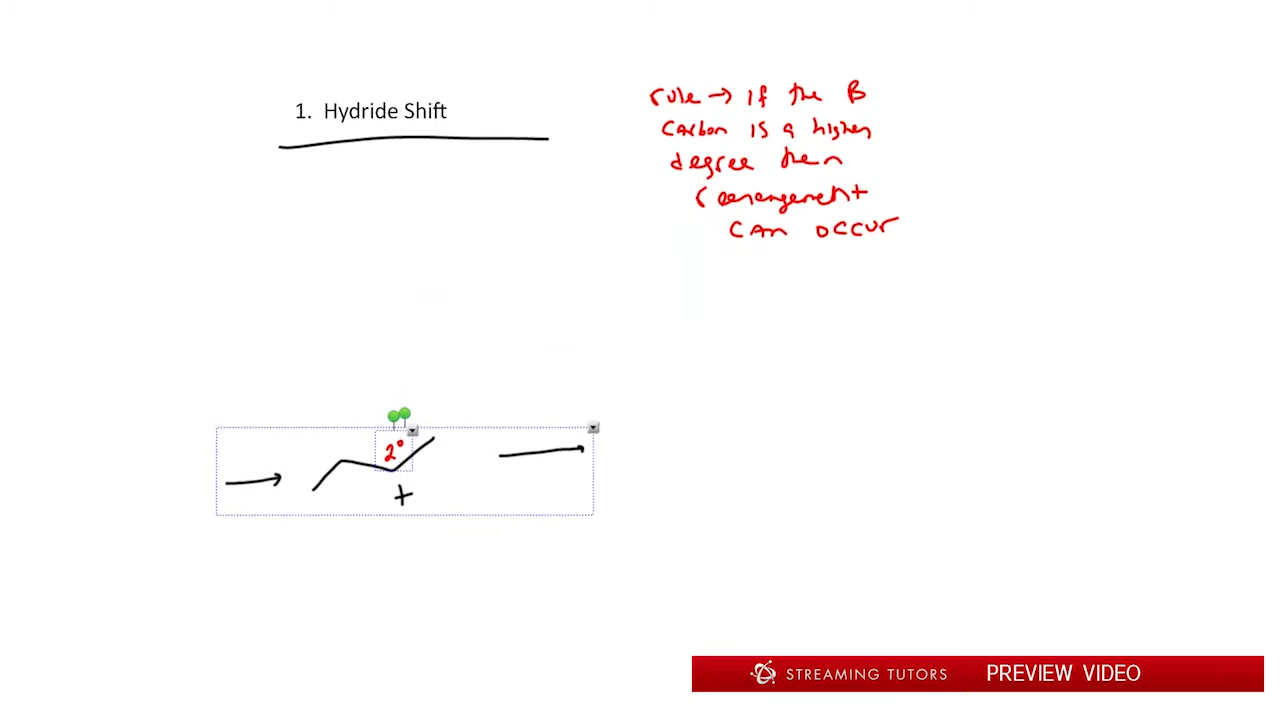 1. Hydride Shift
rule → if the B
carbon is a higher
degree then
rearrangement
can occur
2°
+
STREAMING TUTORS PREVIEW VIDEO